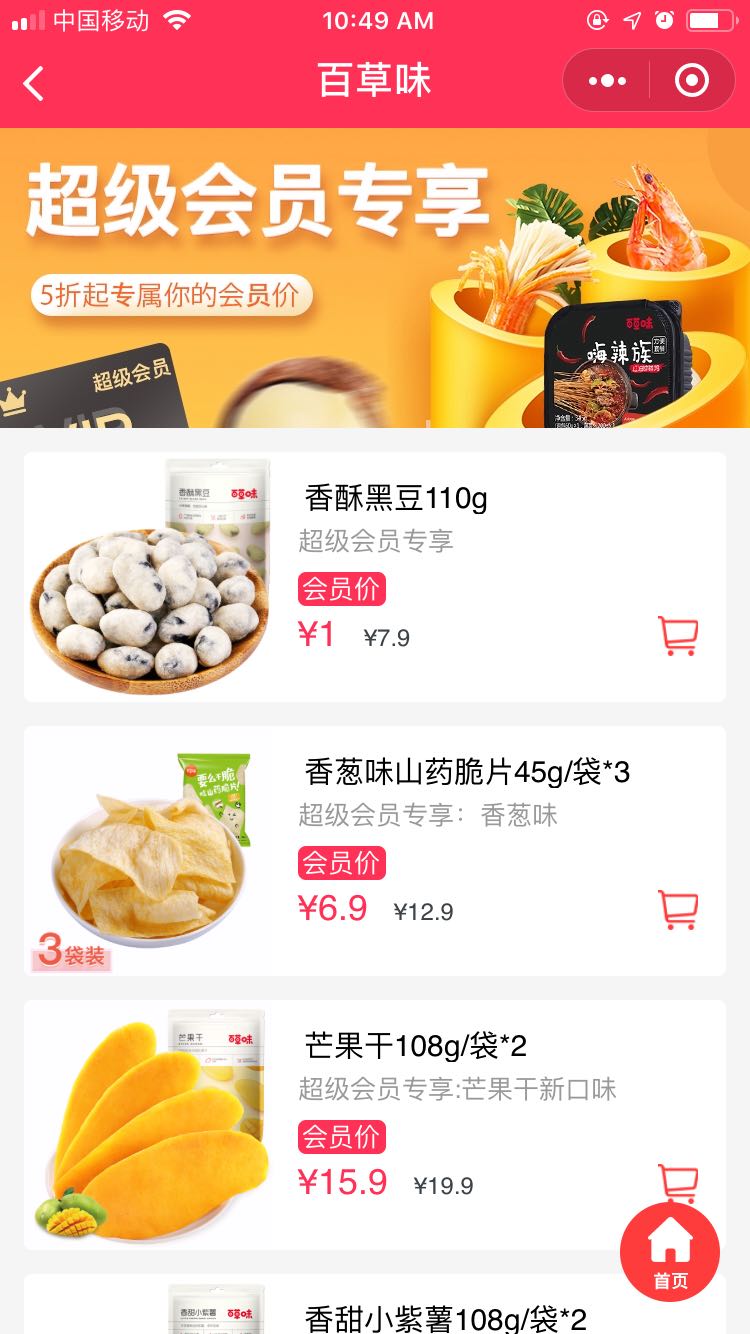 中国移动
10:49 AM
百草味
超级会员专享
5折起专属你的会员价
超级会员
VIP
百草味
嗨辣族
香酥黑豆
百草味
香酥黑豆110g
超级会员专享
会员价
¥1 ¥7.9
要么干脆
香葱味山药脆片45g/袋*3
超级会员专享：香葱味
会员价
¥6.9 ¥12.9
3袋装
芒果干
百草味
芒果干108g/袋*2
超级会员专享:芒果干新口味
会员价
¥15.9 ¥19.9
首页
香甜小紫薯
百草味
香甜小紫薯108g/袋*2